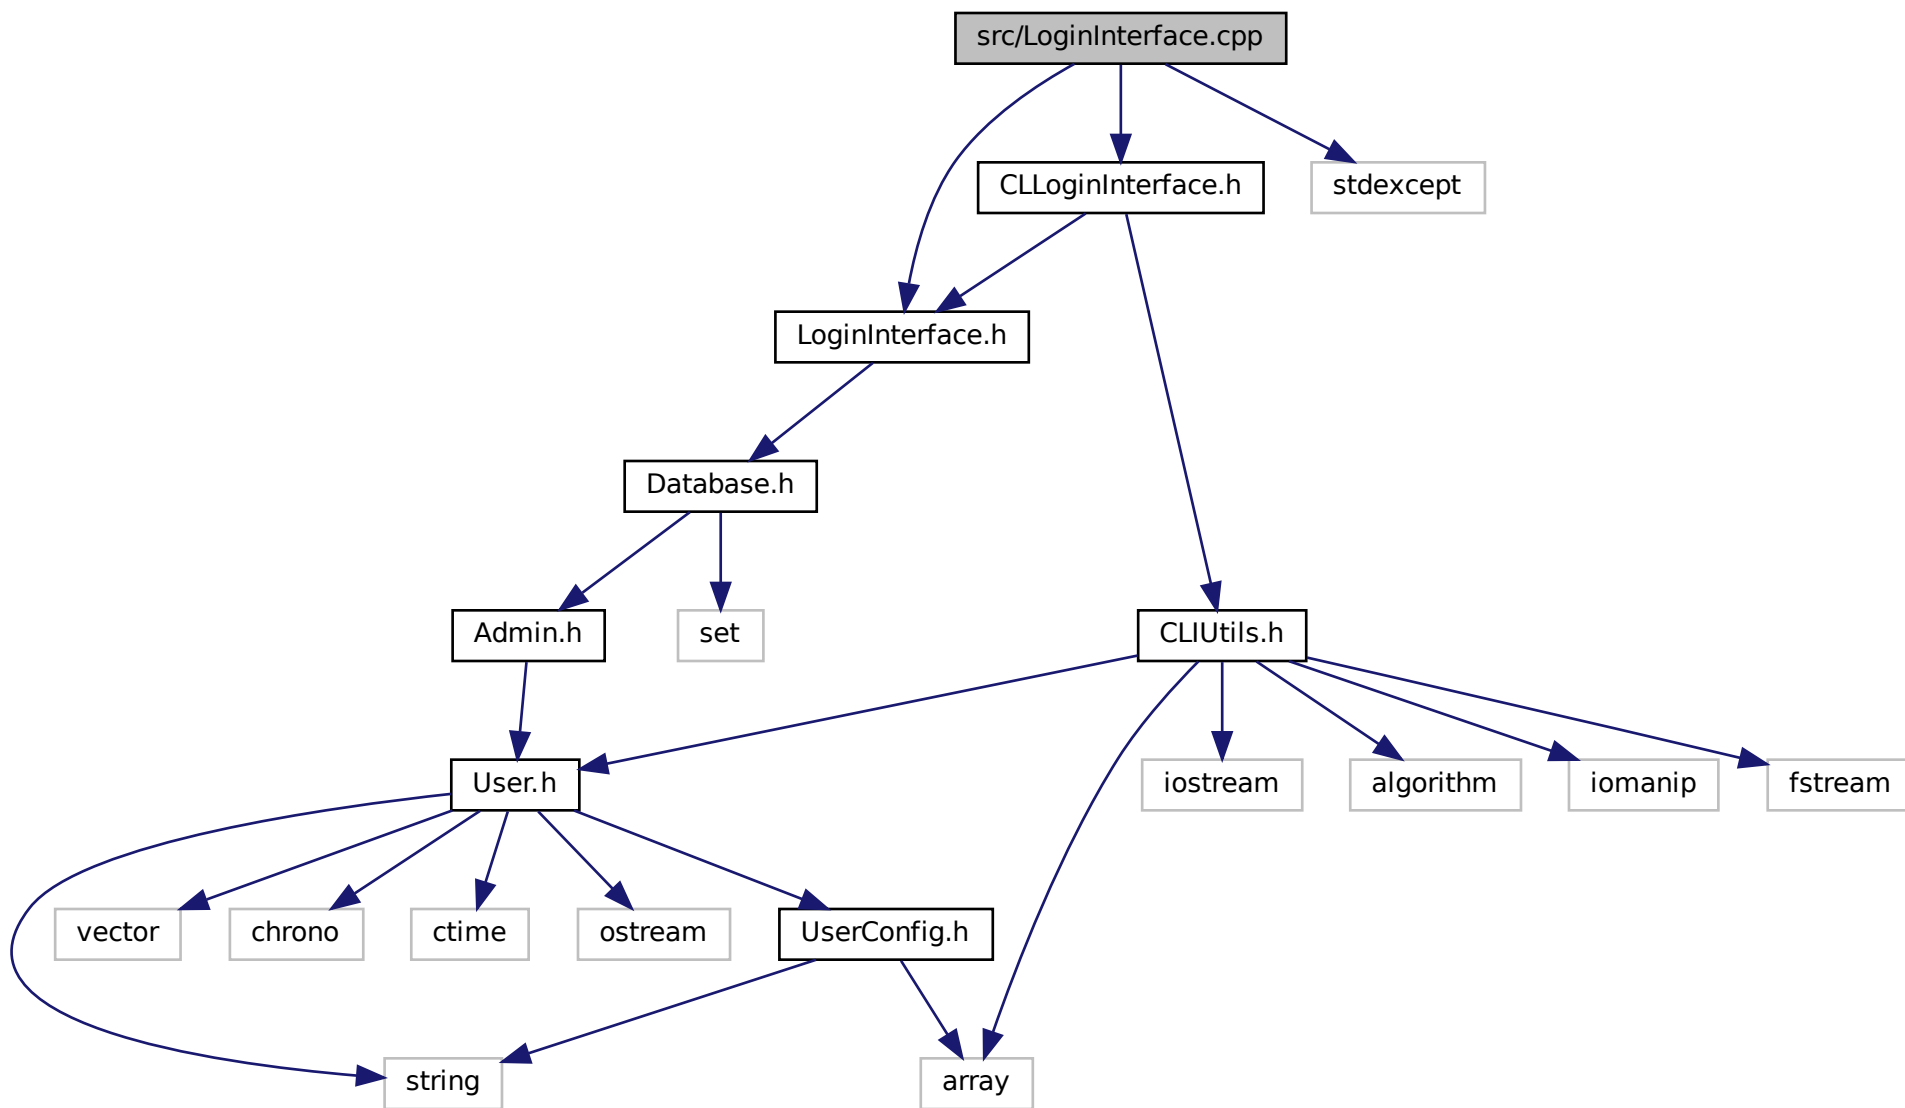 src/LoginInterface.cpp
CLLoginInterface.h
stdexcept
LoginInterface.h
Database.h
Admin.h
set
CLIUtils.h
User.h
iostream
algorithm
iomanip
fstream
vector
chrono
ctime
ostream
UserConfig.h
string
array